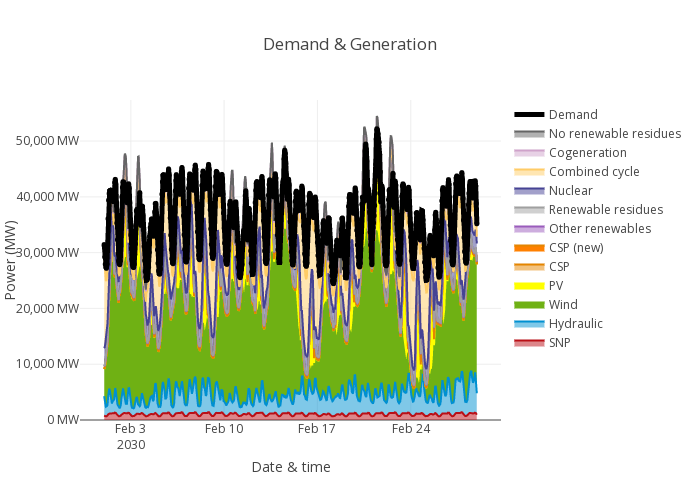 Demand & Generation
50,000 MW
40,000 MW
30,000 MW
20,000 MW
10,000 MW
0 MW
Power (MW)
Feb 3
2030
Feb 10
Feb 17
Feb 24
Date & time
Demand
No renewable residues
Cogeneration
Combined cycle
Nuclear
Renewable residues
Other renewables
CSP (new)
CSP
PV
Wind
Hydraulic
SNP